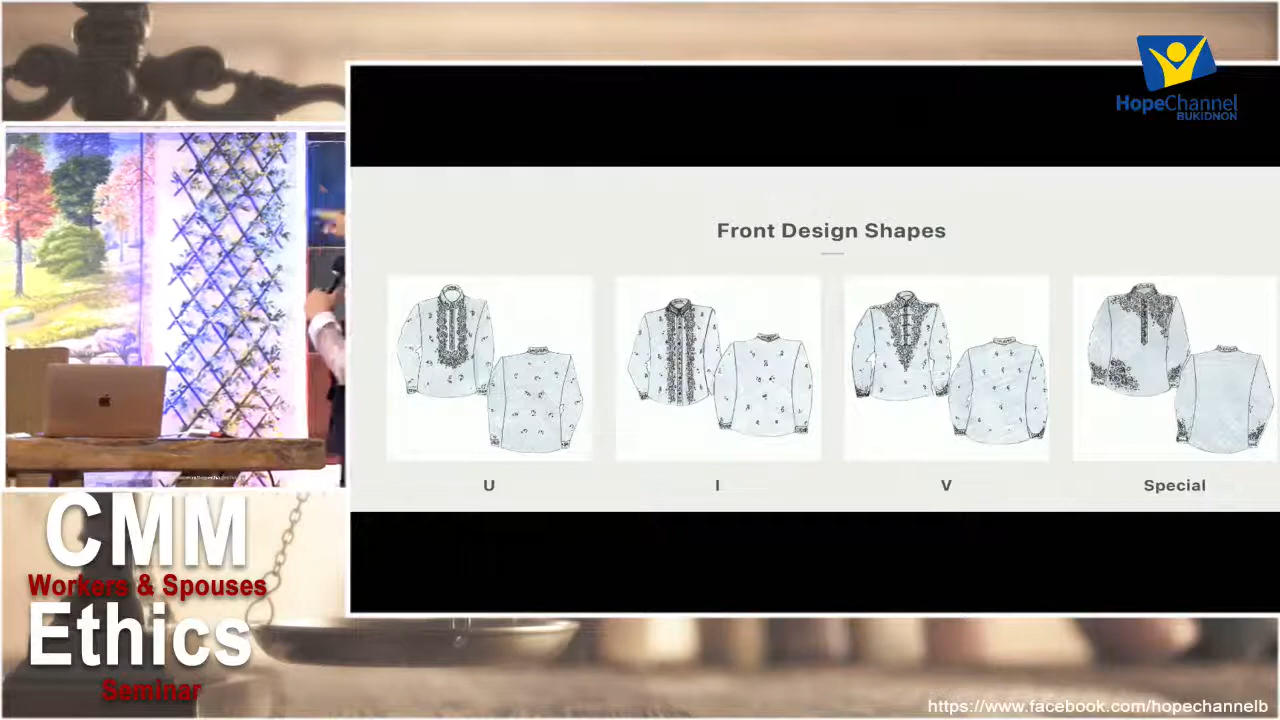 HopeChannel
BUKIDNON
Front Design Shapes
U
I
V
Special
CMM
Workers & Spouses
Ethics
Seminar
https://www.facebook.com/hopechannelb